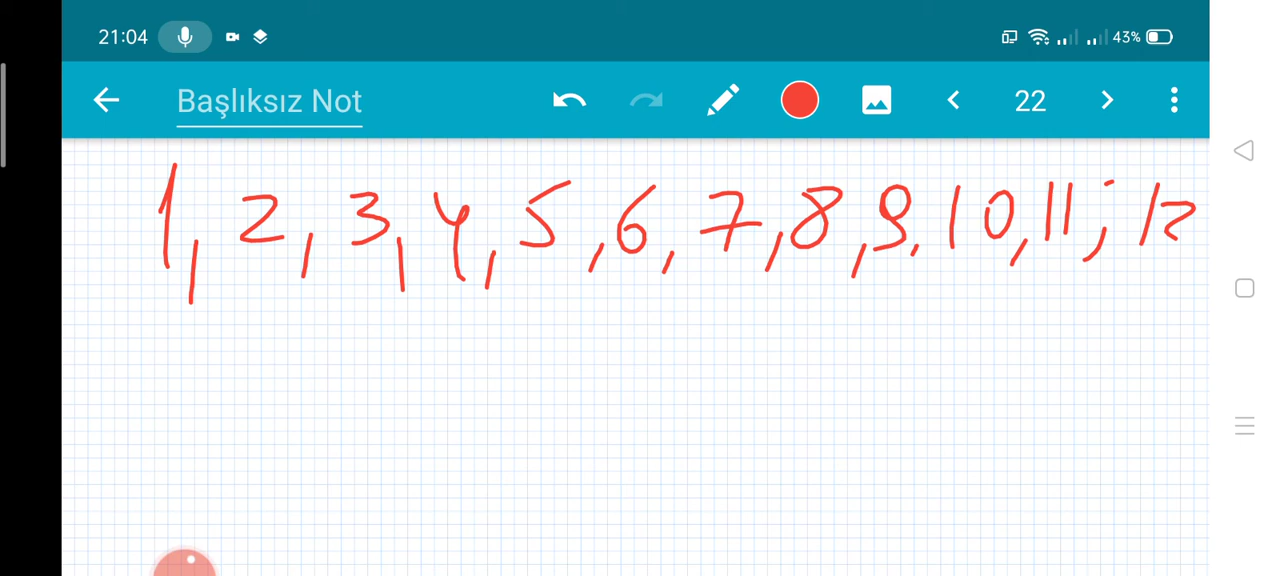 21:04 43%
Başlıksız Not 22
1, 2, 3, 4, 5, 6, 7, 8, 9, 10, 11; 12